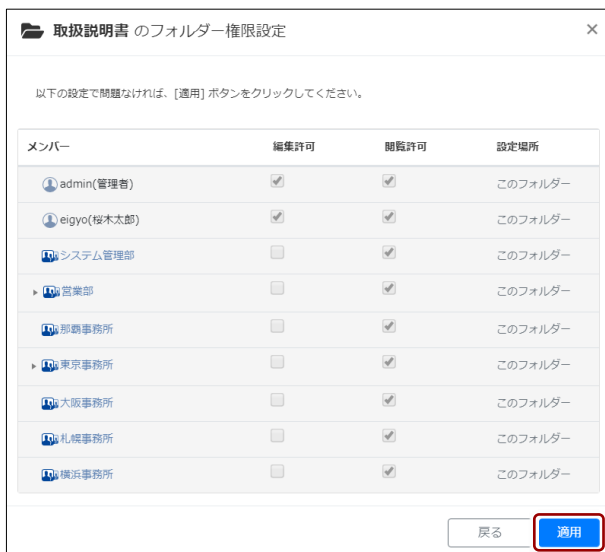 取扱説明書 のフォルダー権限設定
以下の設定で問題なければ、[適用] ボタンをクリックしてください。
メンバー 編集許可 閲覧許可 設定場所
admin(管理者) このフォルダー
eigyo(桜木太郎) このフォルダー
システム管理部 このフォルダー
営業部 このフォルダー
那覇事務所 このフォルダー
東京事務所 このフォルダー
大阪事務所 このフォルダー
札幌事務所 このフォルダー
横浜事務所 このフォルダー
戻る 適用